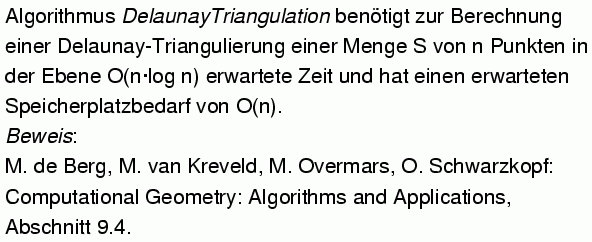 Algorithmus DelaunayTriangulation benötigt zur Berechnung
einer Delaunay-Triangulierung einer Menge S von n Punkten in
der Ebene O(n·log n) erwartete Zeit und hat einen erwarteten
Speicherplatzbedarf von O(n).
Beweis:
M. de Berg, M. van Kreveld, M. Overmars, O. Schwarzkopf:
Computational Geometry: Algorithms and Applications,
Abschnitt 9.4.